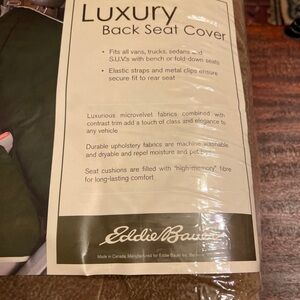 Luxury
Back Seat Cover
• Fits all vans, trucks, sedans and
S.U.V.s with bench or fold-down seats
• Elastic straps and metal clips ensure
secure fit to rear seat
Luxurious microvelvet fabrics combined with
contrast trim add a touch of class and elegance to
any vehicle
Durable upholstery fabrics are machine washable
and dryable and repel moisture and pet
Seat cushions are filled with "high-memory" fibre
for long-lasting comfort
Eddie Bauer
Made in Canada. Manufactured for Eddie Bauer Inc.